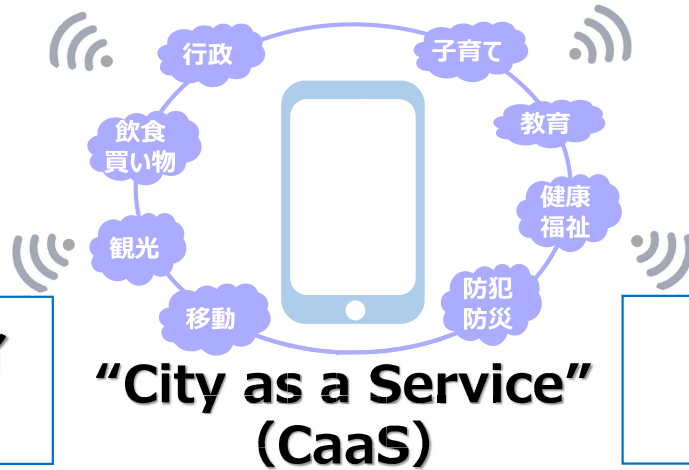 行政
子育て
飲食
買い物
教育
健康
福祉
観光
防犯
防災
移動
“City as a Service”
（CaaS）